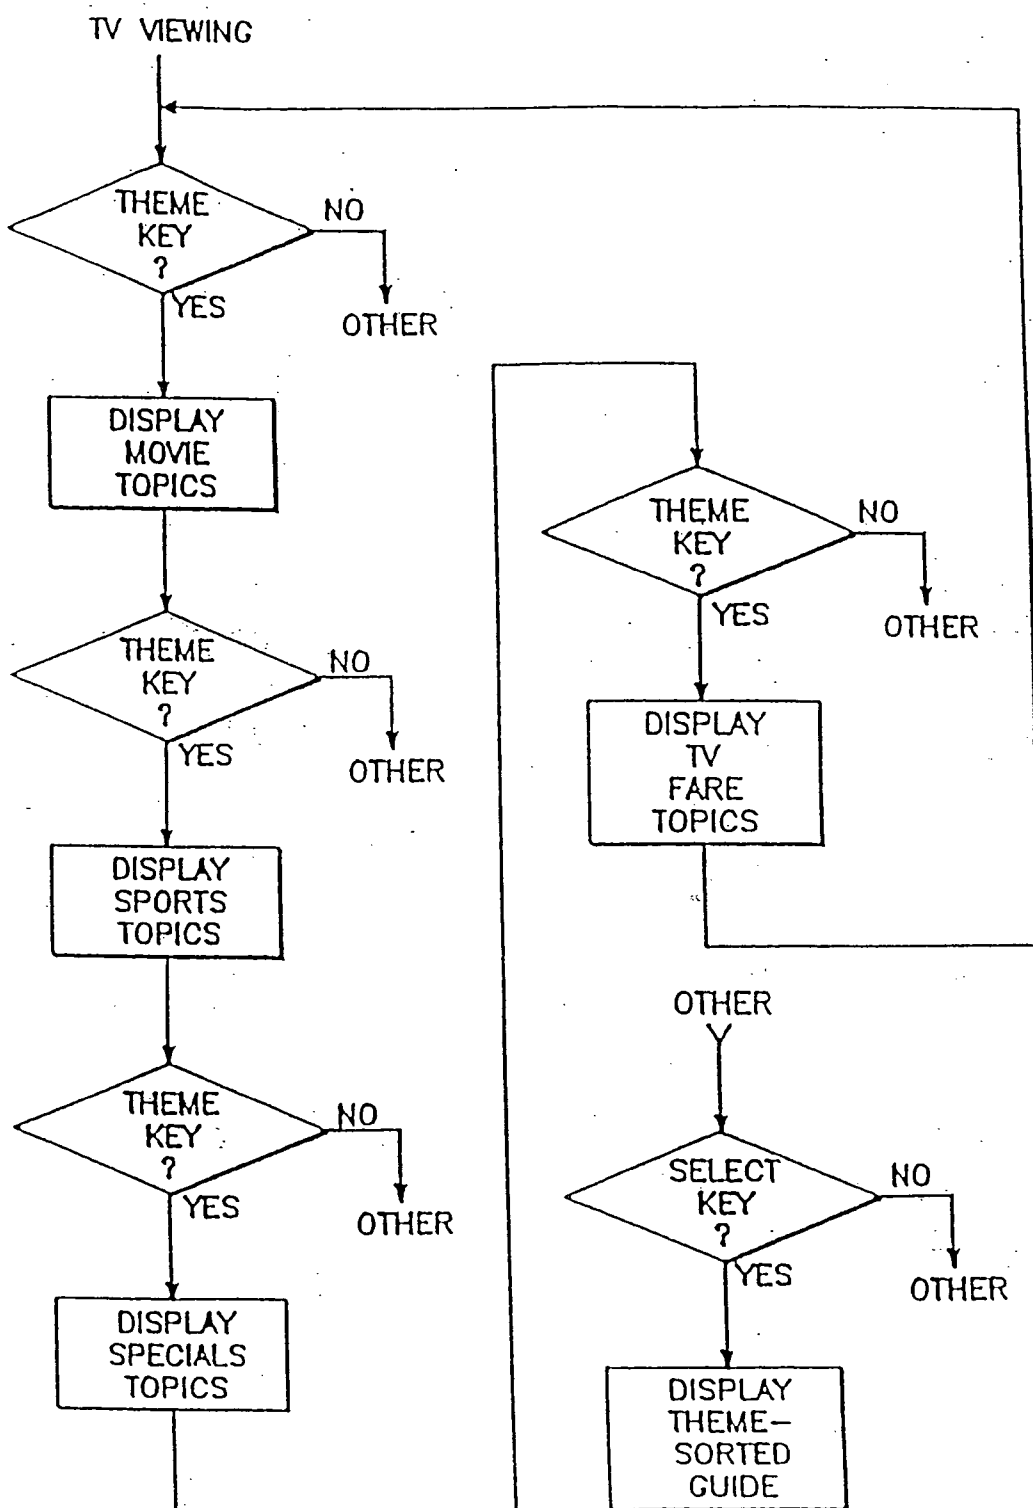 TV VIEWING
THEME
KEY
?
NO
YES
OTHER
DISPLAY
MOVIE
TOPICS
THEME
KEY
?
NO
YES
OTHER
DISPLAY
SPORTS
TOPICS
THEME
KEY
?
NO
YES
OTHER
DISPLAY
SPECIALS
TOPICS
THEME
KEY
?
NO
YES
OTHER
DISPLAY
TV
FARE
TOPICS
OTHER
SELECT
KEY
?
NO
YES
OTHER
DISPLAY
THEME-
SORTED
GUIDE